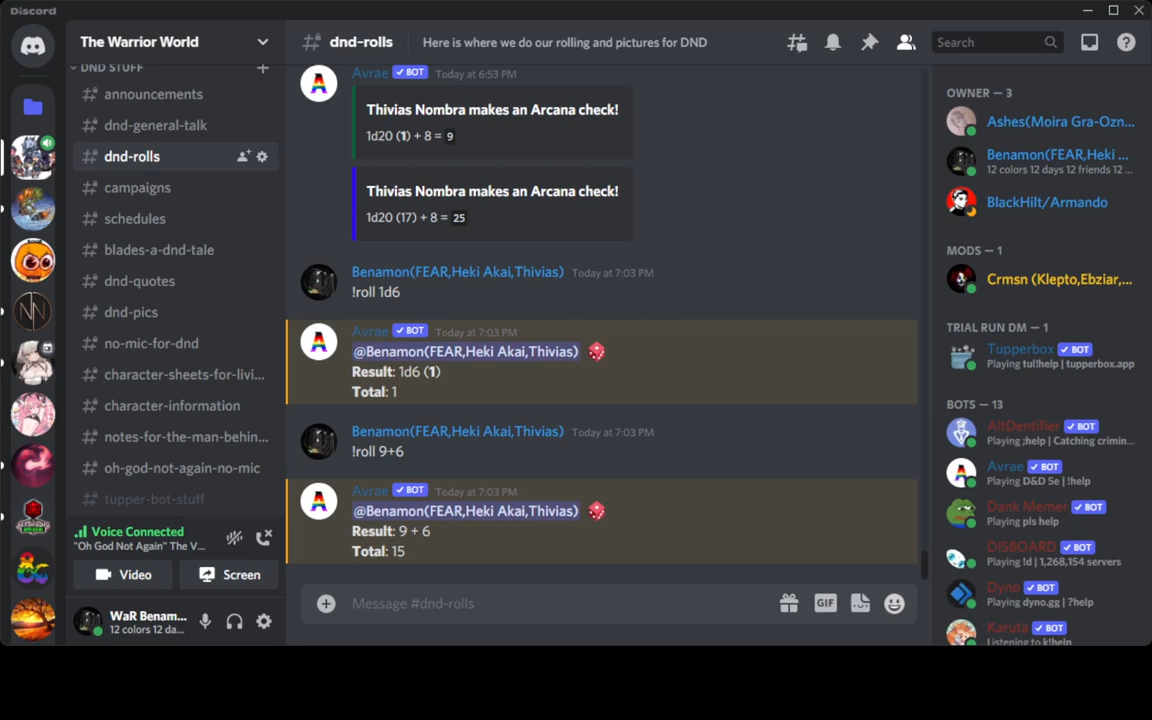 Discord
The Warrior World
DND STUFF
announcements
dnd-general-talk
dnd-rolls
campaigns
schedules
blades-a-dnd-tale
dnd-quotes
dnd-pics
no-mic-for-dnd
character-sheets-for-livi...
character-information
notes-for-the-man-behin...
oh-god-not-again-no-mic
tupper-bot-stuff
Voice Connected
"Oh God Not Again" The V...
Video Screen
WaR Benam...
12 colors 12 da...
dnd-rolls Here is where we do our rolling and pictures for DND
Search
Avrae BOT Today at 6:53 PM
Thivias Nombra makes an Arcana check!
1d20 (1) + 8 = 9
Thivias Nombra makes an Arcana check!
1d20 (17) + 8 = 25
Benamon(FEAR,Heki Akai,Thivias) Today at 7:03 PM
!roll 1d6
Avrae BOT Today at 7:03 PM
@Benamon(FEAR,Heki Akai,Thivias)
Result: 1d6 (1)
Total: 1
Benamon(FEAR,Heki Akai,Thivias) Today at 7:03 PM
!roll 9+6
Avrae BOT Today at 7:03 PM
@Benamon(FEAR,Heki Akai,Thivias)
Result: 9 + 6
Total: 15
Message #dnd-rolls
GIF
OWNER — 3
Ashes(Moira Gra-Ozn...
Benamon(FEAR,Heki ...
12 colors 12 days 12 friends 12 ...
BlackHilt/Armando
MODS — 1
Crmsn (Klepto,Ebziar,...
TRIAL RUN DM — 1
Tupperbox BOT
Playing tul!help | tupperbox.app
BOTS — 13
AltDentifier BOT
Playing ;help | Catching crimin...
Avrae BOT
Playing D&D 5e | !help
Dank Memer BOT
Playing pls help
DISBOARD BOT
Playing !d | 1,268,154 servers
Dyno BOT
Playing dyno.gg | ?help
Karuta BOT
Listening to k!help